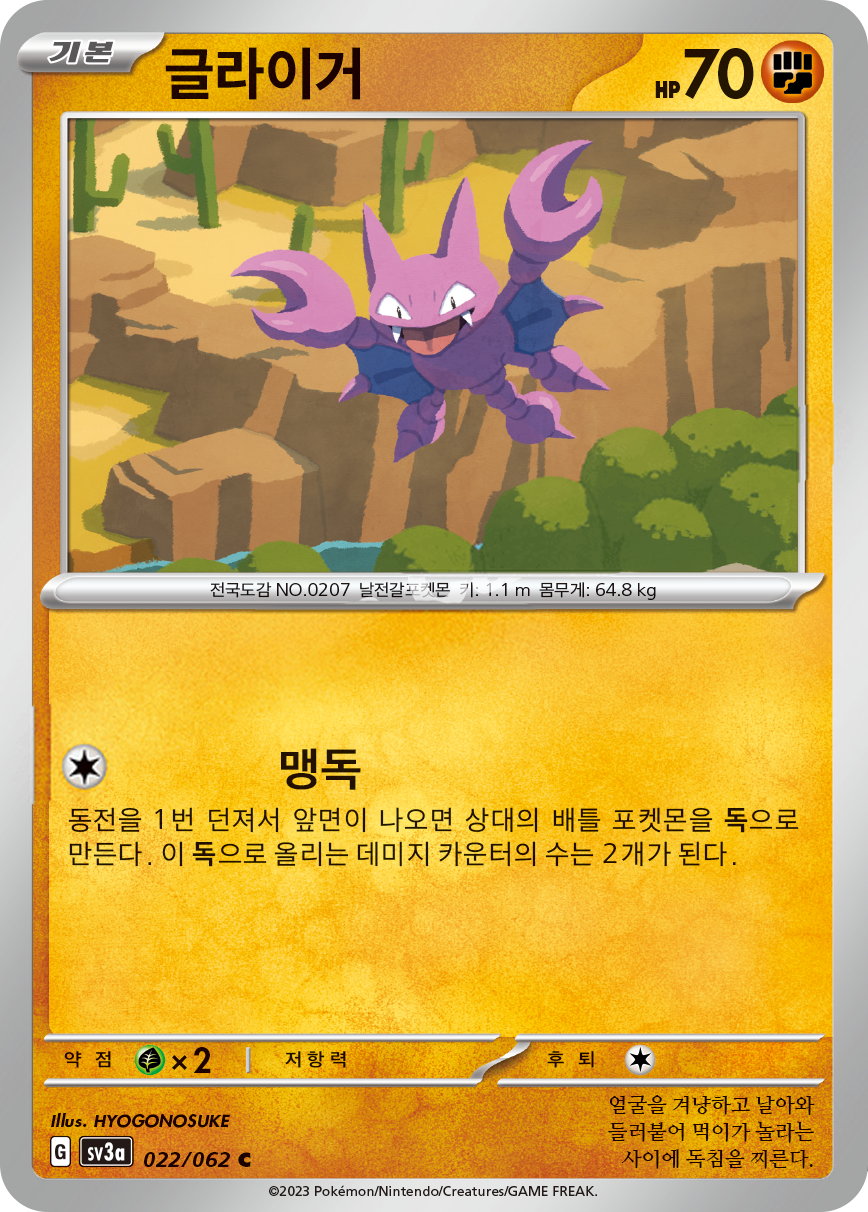 기본
글라이거
HP70
전국도감 NO.0207 날전갈포켓몬 키: 1.1 m 몸무게: 64.8 kg
맹독
동전을 1번 던져서 앞면이 나오면 상대의 배틀 포켓몬을 독으로
만든다. 이 독으로 올리는 데미지 카운터의 수는 2개가 된다.
약점 ×2 저항력 후퇴
얼굴을 겨냥하고 날아와
들러붙어 먹이가 놀라는
사이에 독침을 찌른다.
Illus. HYOGONOSUKE
G sv3a 022/062 C
©2023 Pokémon/Nintendo/Creatures/GAME FREAK.